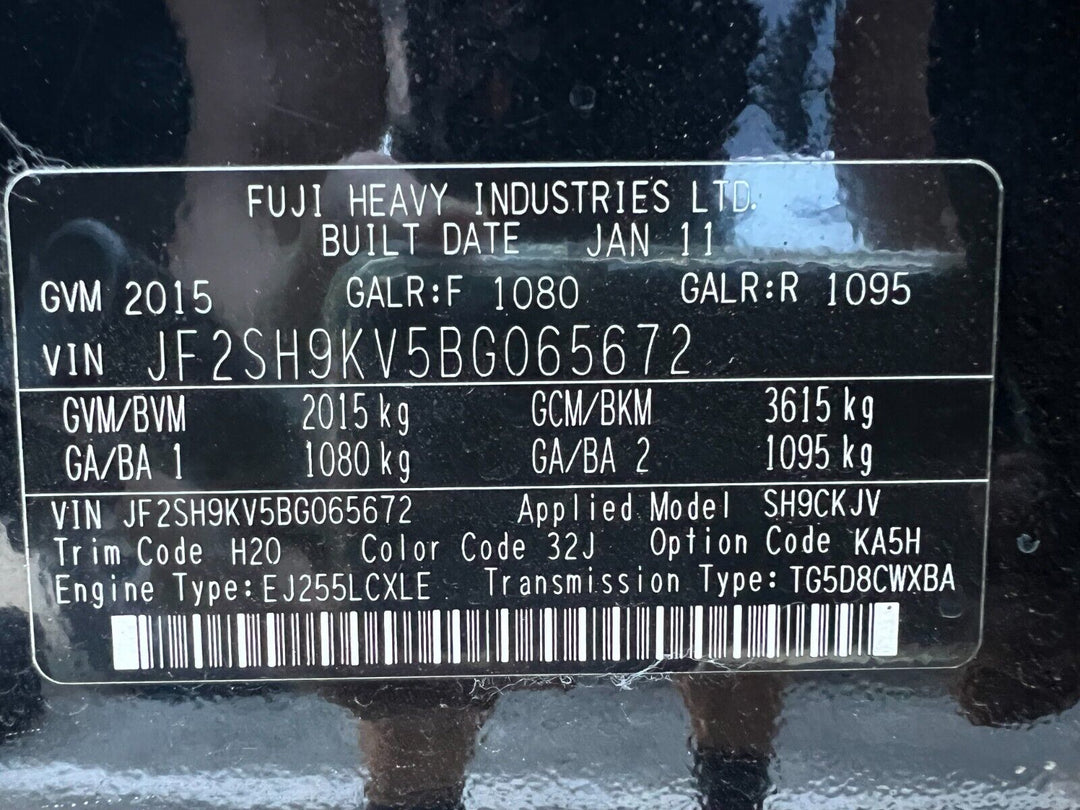 FUJI HEAVY INDUSTRIES LTD.
BUILT DATE JAN 11
GVM 2015 GALR:F 1080 GALR:R 1095
VIN JF2SH9KV5BG065672
GVM/BVM 2015 kg GCM/BKM 3615 kg
GA/BA 1 1080 kg GA/BA 2 1095 kg
VIN JF2SH9KV5BG065672 Applied Model SH9CKJV
Trim Code H20 Color Code 32J Option Code KA5H
Engine Type:EJ255LCXLE Transmission Type:TG5D8CWXBA